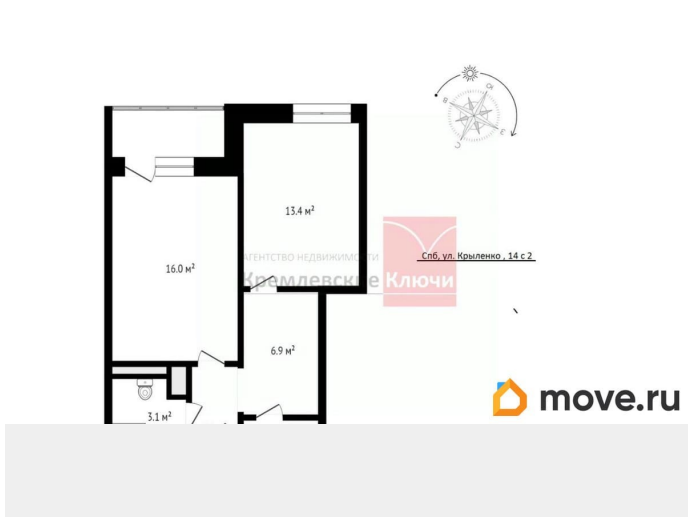 Ю
В
З
С
13.4 м²
АГЕНТСТВО НЕДВИЖИМОСТИ
Кремлевские Ключи
Спб, ул. Крыленко , 14 с 2
16.0 м²
6.9 м²
3.1 м²
move.ru